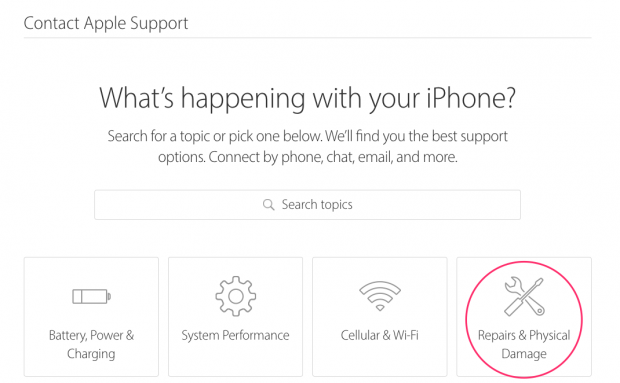 Contact Apple Support
What's happening with your iPhone?
Search for a topic or pick one below. We'll find you the best support
options. Connect by phone, chat, email, and more.
Search topics
Battery, Power &
Charging
System Performance
Cellular & Wi-Fi
Repairs & Physical
Damage